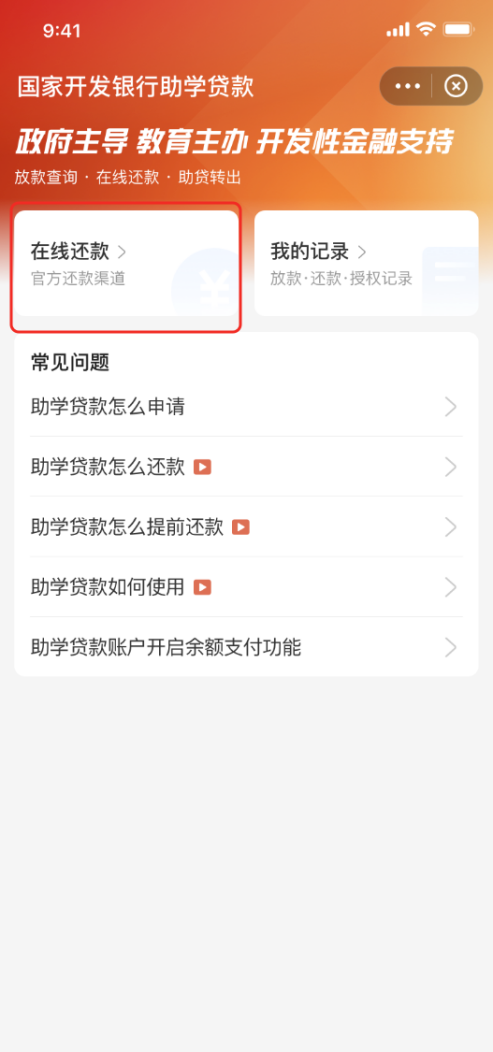 9:41
国家开发银行助学贷款
政府主导 教育主办 开发性金融支持
放款查询 · 在线还款 · 助贷转出
在线还款
官方还款渠道
我的记录
放款·还款·授权记录
常见问题
助学贷款怎么申请
助学贷款怎么还款
助学贷款怎么提前还款
助学贷款如何使用
助学贷款账户开启余额支付功能